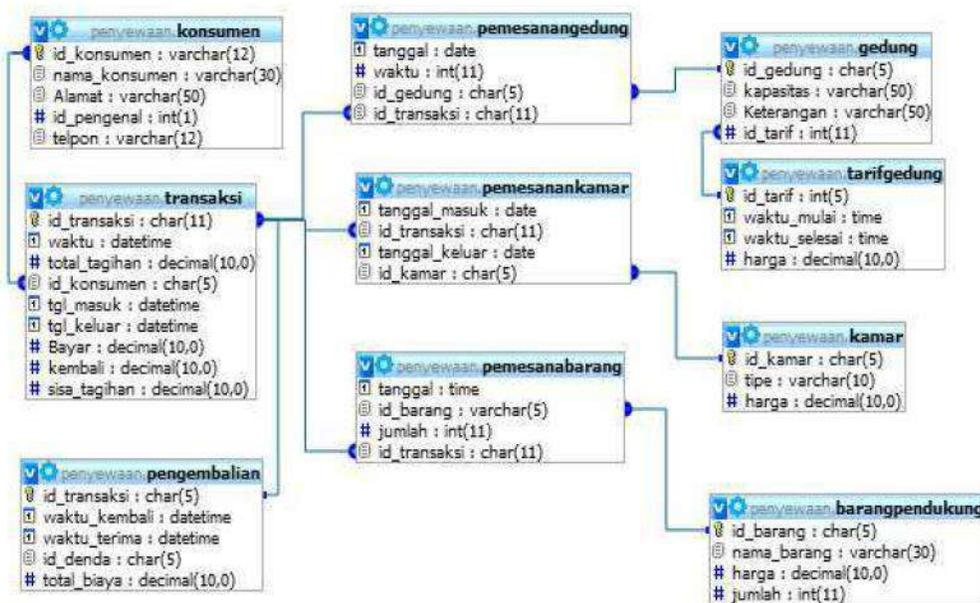 penyewaan.konsumen
id_konsumen : varchar(12)
nama_konsumen : varchar(30)
Alamat : varchar(50)
id_pengenal : int(1)
telpon : varchar(12)
penyewaan.transaksi
id_transaksi : char(11)
waktu : datetime
total_tagihan : decimal(10,0)
id_konsumen : char(5)
tgl_masuk : datetime
tgl_keluar : datetime
Bayar : decimal(10,0)
kembali : decimal(10,0)
sisa_tagihan : decimal(10,0)
penyewaan.pengembalian
id_transaksi : char(5)
waktu_kembali : datetime
waktu_terima : datetime
id_denda : char(5)
total_biaya : decimal(10,0)
penyewaan.pemesanangedung
tanggal : date
waktu : int(11)
id_gedung : char(5)
id_transaksi : char(11)
penyewaan.pemesanankamar
tanggal_masuk : date
id_transaksi : char(11)
tanggal_keluar : date
id_kamar : char(5)
penyewaan.pemesanabarang
tanggal : time
id_barang : varchar(5)
jumlah : int(11)
id_transaksi : char(11)
penyewaan.gedung
id_gedung : char(5)
kapasitas : varchar(50)
Keterangan : varchar(50)
id_tarif : int(11)
penyewaan.tarifgedung
id_tarif : int(5)
waktu_mulai : time
waktu_selesai : time
harga : decimal(10,0)
penyewaan.kamar
id_kamar : char(5)
tipe : varchar(10)
harga : decimal(10,0)
penyewaan.barangpendukung
id_barang : char(5)
nama_barang : varchar(30)
harga : decimal(10,0)
jumlah : int(11)